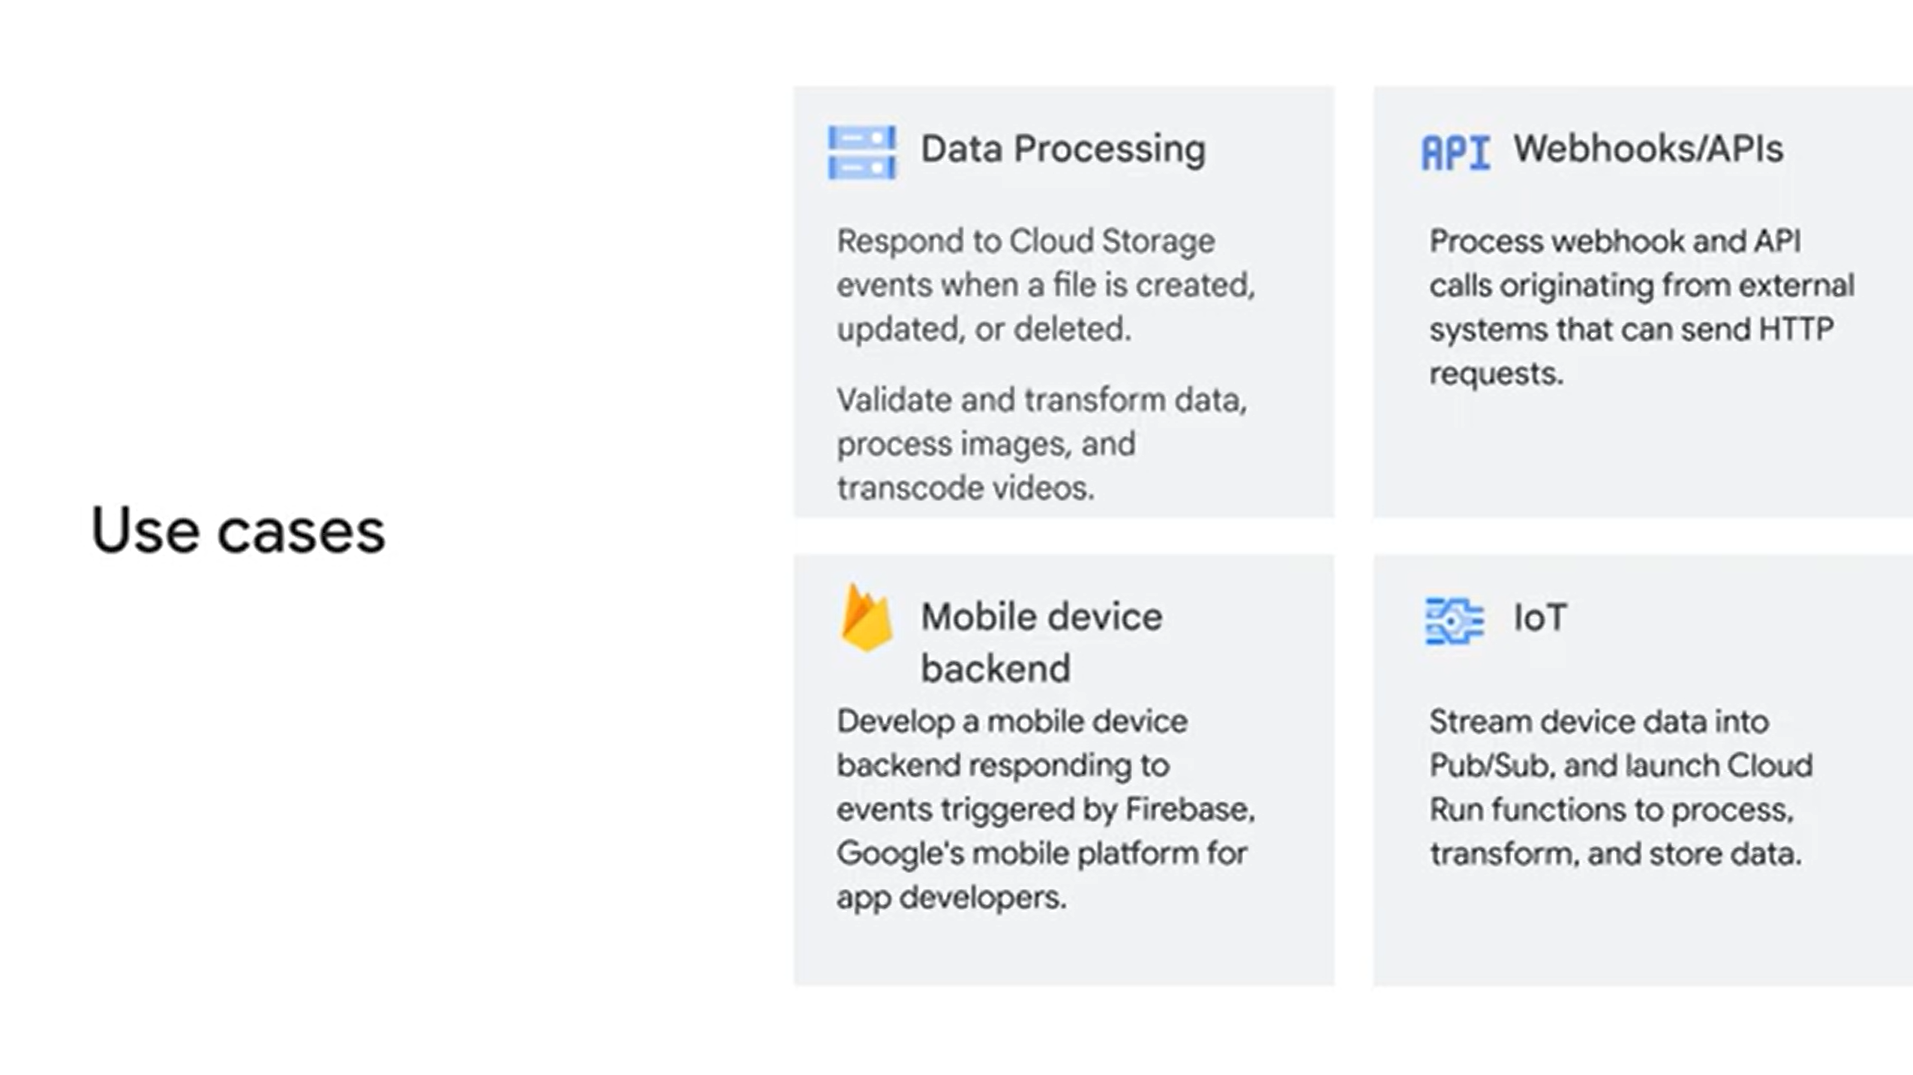 Use cases
Data Processing
Respond to Cloud Storage
events when a file is created,
updated, or deleted.
Validate and transform data,
process images, and
transcode videos.
API Webhooks/APIs
Process webhook and API
calls originating from external
systems that can send HTTP
requests.
Mobile device
backend
Develop a mobile device
backend responding to
events triggered by Firebase,
Google's mobile platform for
app developers.
IoT
Stream device data into
Pub/Sub, and launch Cloud
Run functions to process,
transform, and store data.